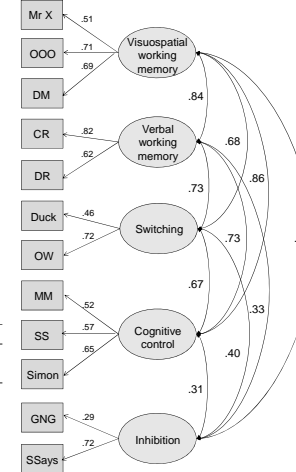 Mr X
.51
OOO
.71
DM
.69
Visuospatial
working
memory
.84
CR
.82
DR
.62
Verbal
working
memory
.68
.86
.73
Duck
.46
OW
.72
Switching
.73
.67
.33
MM
.52
SS
.57
Simon
.65
Cognitive
control
.40
.31
GNG
.29
SSays
.72
Inhibition